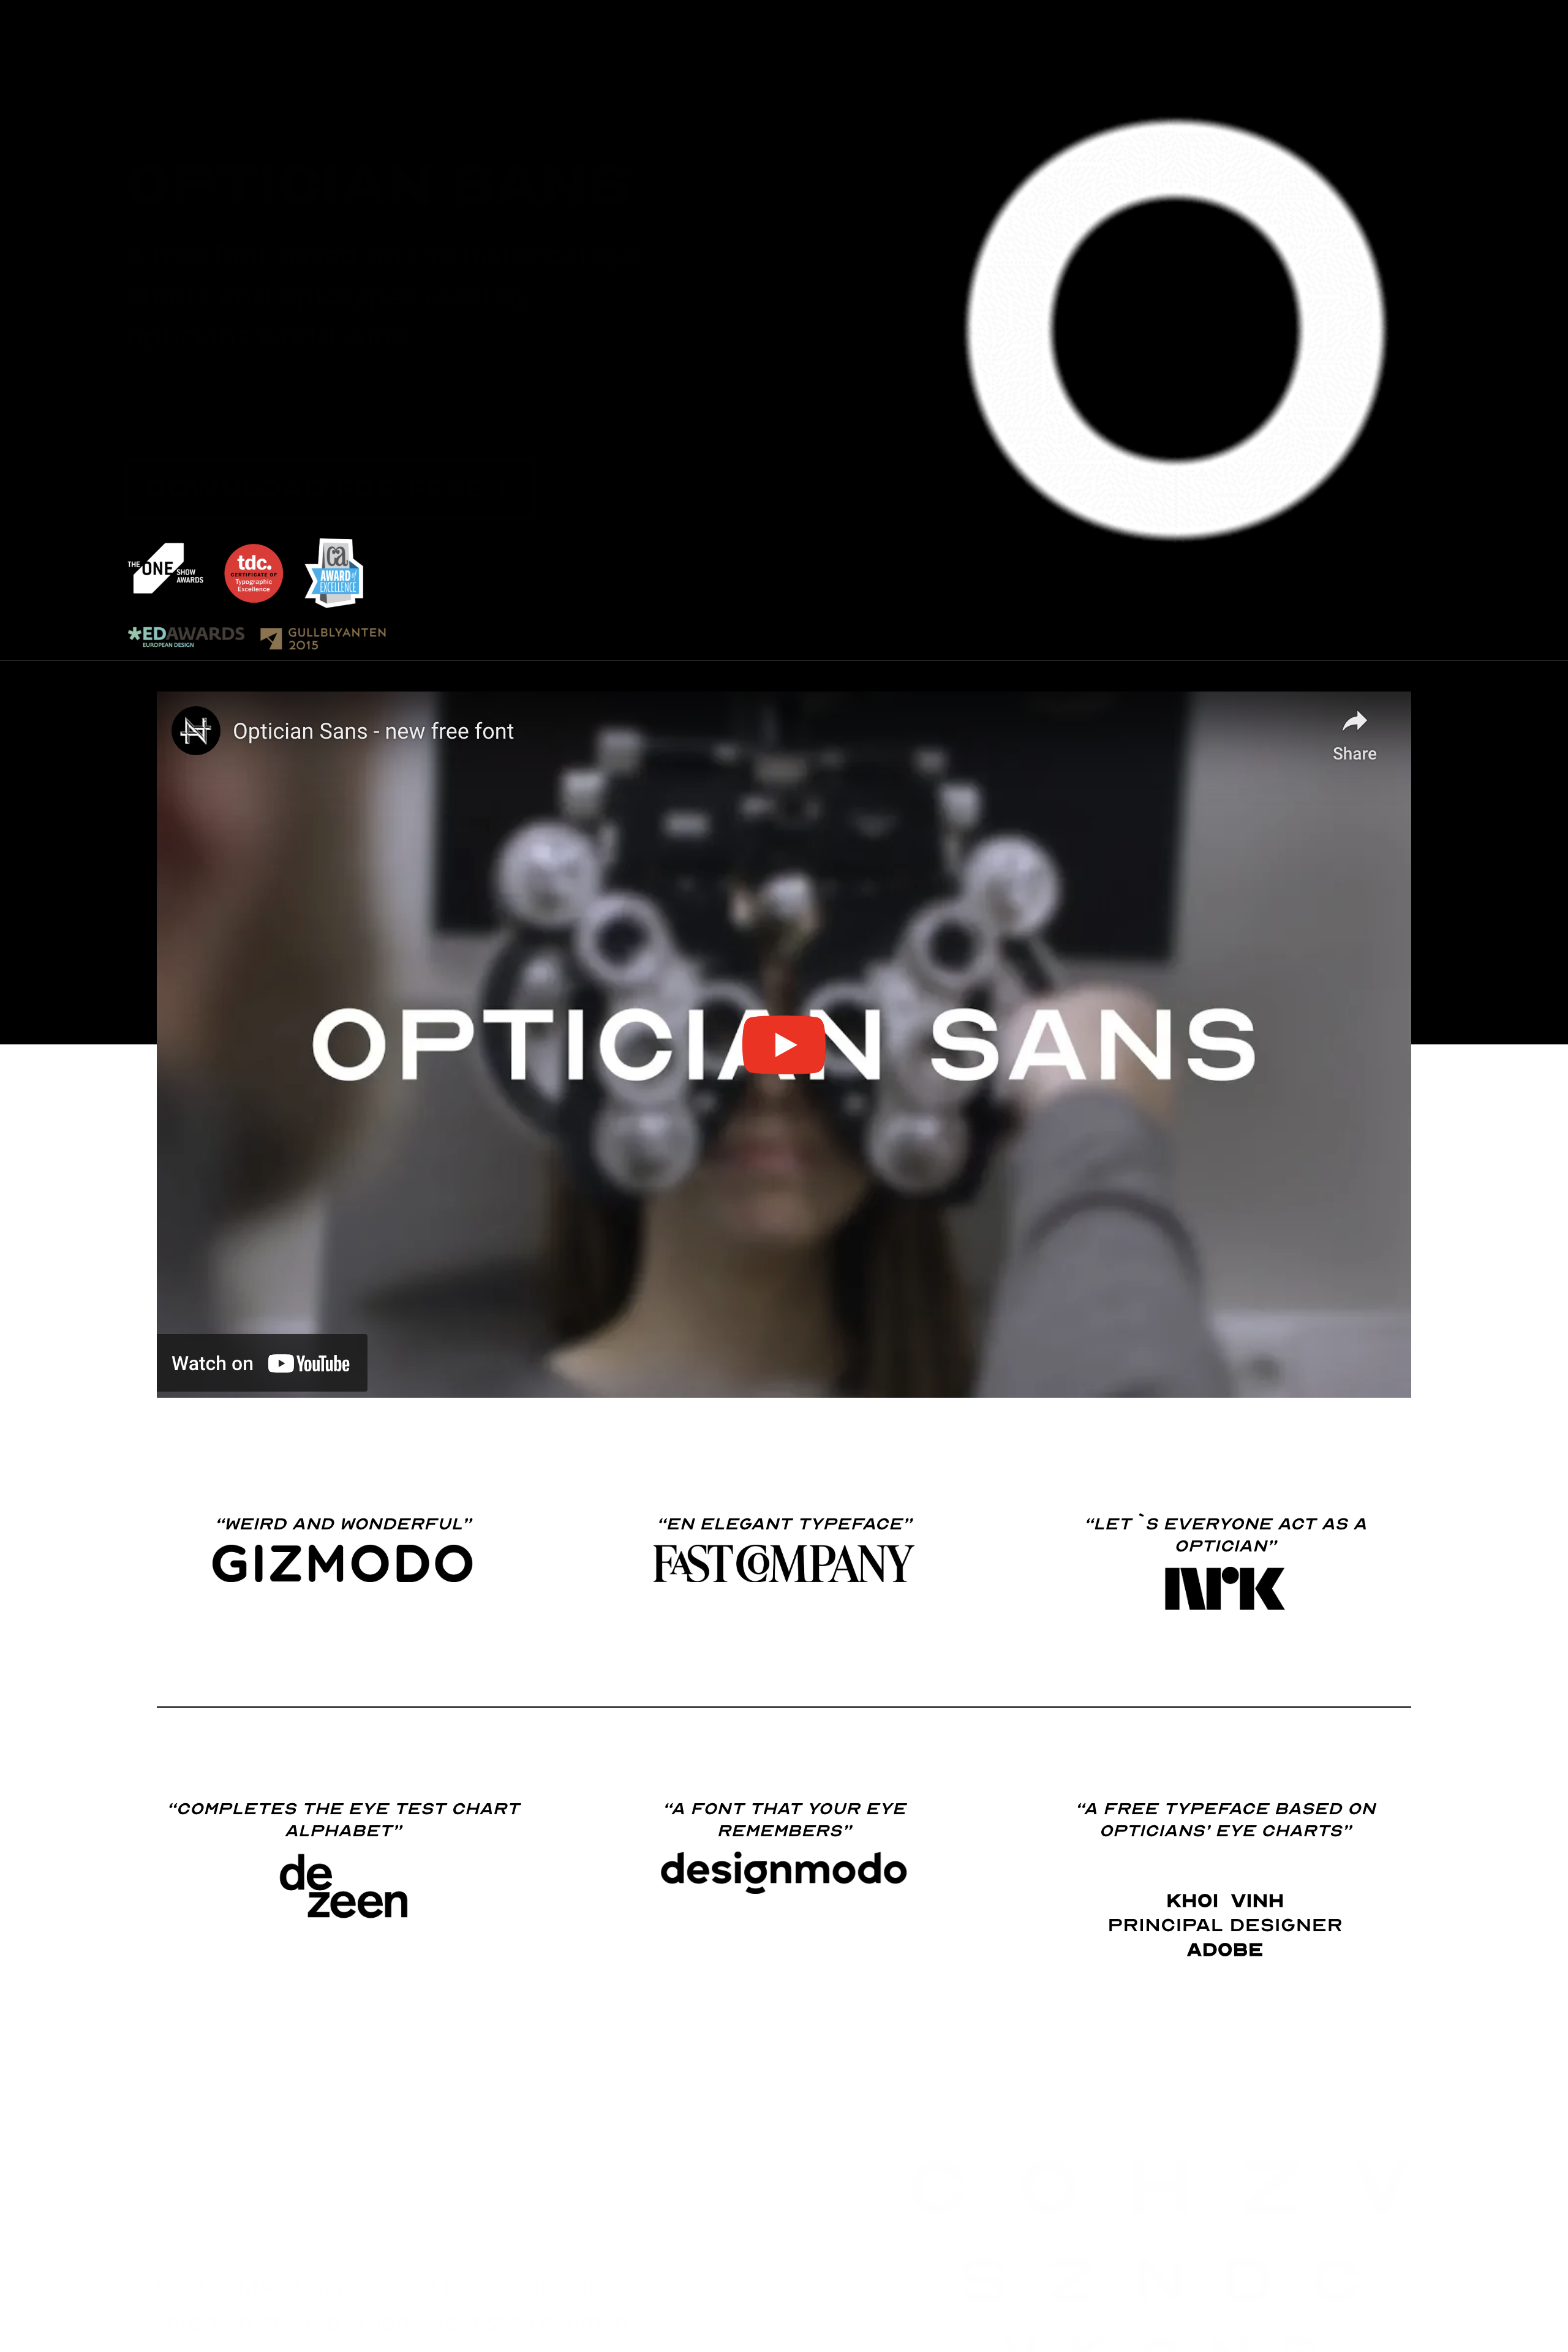 O
THE ONE SHOW AWARDS
tdc.
CERTIFICATE OF
Typographic
Excellence
ca
AWARD of
EXCELLENCE
*EDAWARDS
EUROPEAN DESIGN
GULLBLYANTEN
2015
Optician Sans - new free font
Share
OPTICIAN SANS
Watch on YouTube
“WEIRD AND WONDERFUL”
GIZMODO
“EN ELEGANT TYPEFACE”
FAST COMPANY
“LET`S EVERYONE ACT AS A
OPTICIAN”
NRK
“COMPLETES THE EYE TEST CHART
ALPHABET”
de
zeen
“A FONT THAT YOUR EYE
REMEMBERS”
designmodo
“A FREE TYPEFACE BASED ON
OPTICIANS’ EYE CHARTS”
KHOI VINH
PRINCIPAL DESIGNER
ADOBE